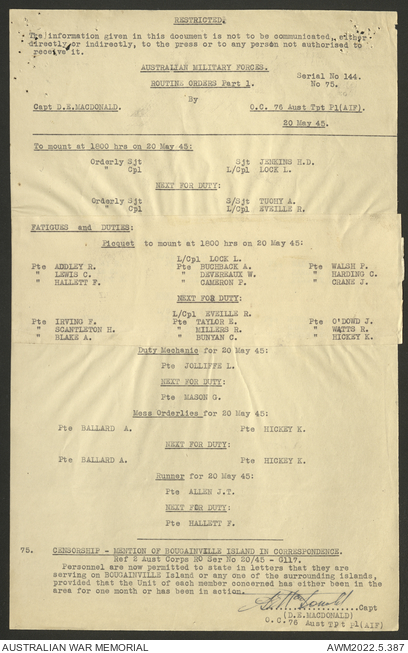 RESTRICTED.
The information given in this document is not to be communicated, either
directly or indirectly, to the press or to any person not authorised to
receive it.
AUSTRALIAN MILITARY FORCES.
Serial No 144.
ROUTINE ORDERS Part 1. No 75.
By
Capt D.E.MACDONALD. O.C. 76 Aust Tpt Pl(AIF).
20 May 45.
To mount at 1800 hrs on 20 May 45:
Orderly Sjt Sjt JENKINS H.D.
" Cpl L/Cpl LOCK L.
NEXT FOR DUTY:
Orderly Sjt S/Sjt TUOHY A.
" Cpl L/Cpl EVEILLE R.
FATIGUES and DUTIES:
Picquet to mount at 1800 hrs on 20 May 45:
L/Cpl LOCK L.
Pte ADDLEY R. Pte BUCHBACK A. Pte WALSH P.
" LEWIS C. " DEVEREAUX W. " HARDING C.
" HALLETT F. " CAMERON P. " CRANE J.
NEXT FOR DUTY:
L/Cpl EVEILLE R.
Pte IRVING F. Pte TAYLOR E. Pte O'DOWD J.
" SCANTLETON H. " MILLERS R. " WATTS R.
" BLAKE A. " BUNYAN C. " HICKEY K.
Duty Mechanic for 20 May 45:
Pte JOLLIFFE L.
NEXT FOR DUTY:
Pte MASON G.
Mess Orderlies for 20 May 45:
Pte BALLARD A. Pte HICKEY K.
NEXT FOR DUTY:
Pte BALLARD A. Pte HICKEY K.
Runner for 20 May 45:
Pte ALLEN J.T.
NEXT FOR DUTY:
Pte HALLETT F.
75. CENSORSHIP - MENTION OF BOUGAINVILLE ISLAND IN CORRESPONDENCE.
Ref 2 Aust Corps RO Ser No 20/45 - G117.
Personnel are now permitted to state in letters that they are
serving on BOUGAINVILLE Island or any one of the surrounding islands,
provided that the Unit of each member concerned has either been in the
area for one month or has been in action.
Capt
(D.E.MACDONALD)
O.C. 76 Aust Tpt Pl(AIF)
AUSTRALIAN WAR MEMORIAL AWM2022.5.387